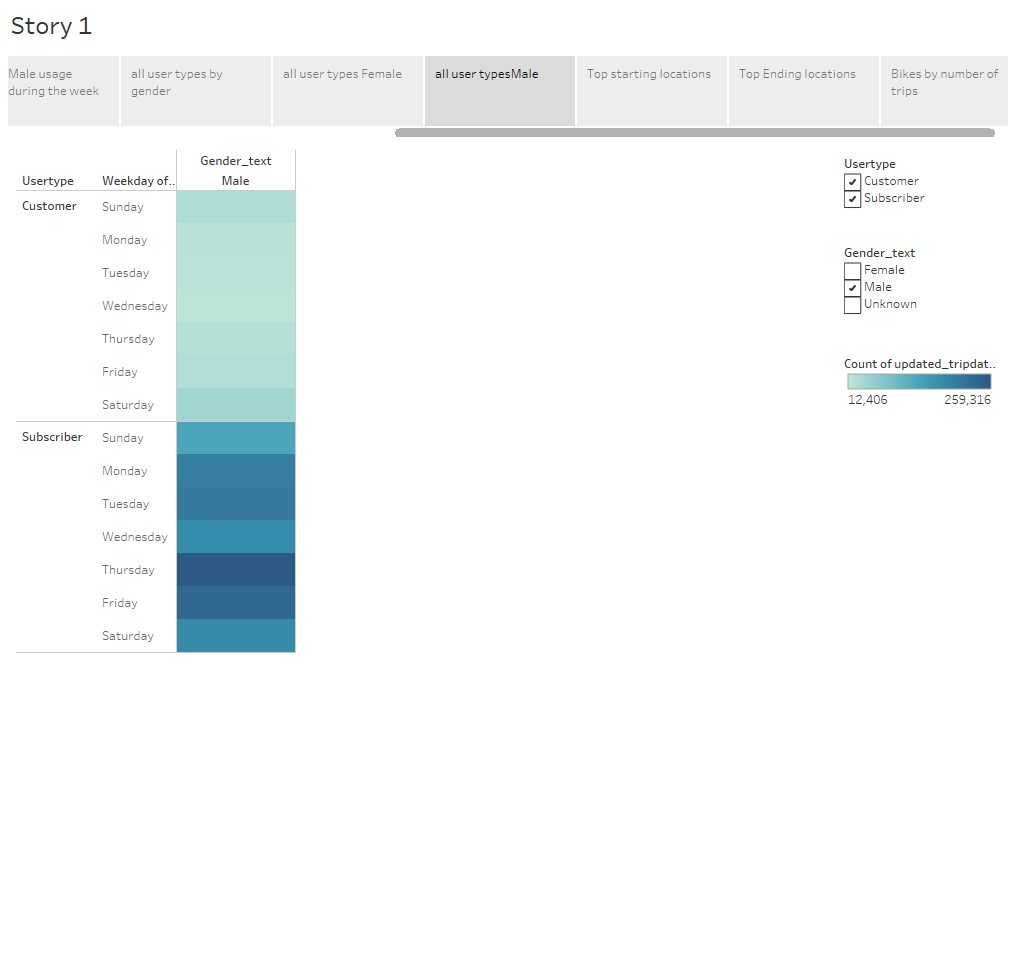 Story 1
Male usage
during the week
all user types by
gender
all user types Female
all user typesMale
Top starting locations
Top Ending locations
Bikes by number of
trips
Gender_text
Usertype Weekday of.. Male
Customer Sunday
Monday
Tuesday
Wednesday
Thursday
Friday
Saturday
Subscriber Sunday
Monday
Tuesday
Wednesday
Thursday
Friday
Saturday
Usertype
Customer
Subscriber
Gender_text
Female
Male
Unknown
Count of updated_tripdat..
12,406 259,316